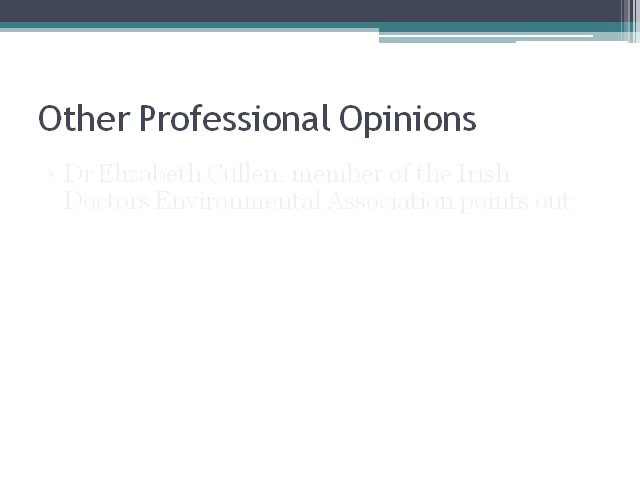 Other Professional Opinions
• Dr Elizabeth Cullen, member of the Irish
Doctors Environmental Association points out: